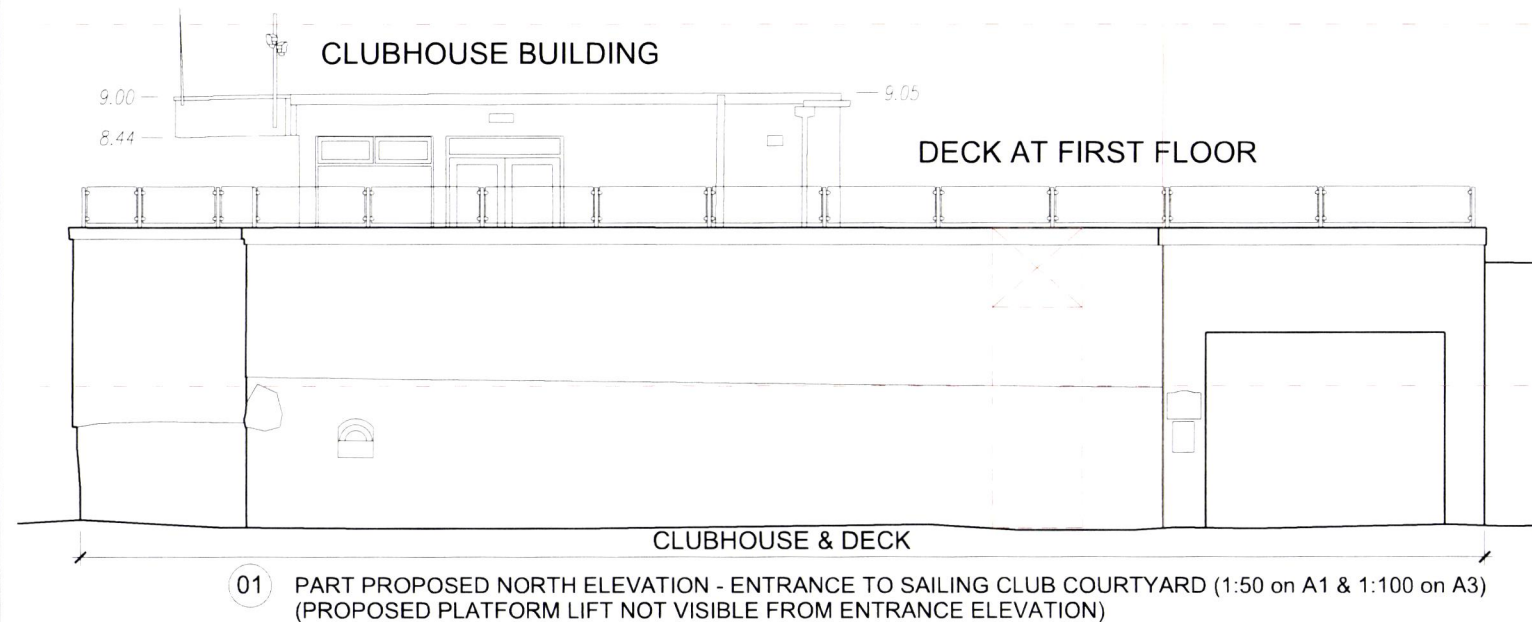 CLUBHOUSE BUILDING
9.00
9.05
8.44
DECK AT FIRST FLOOR
CLUBHOUSE & DECK
01 PART PROPOSED NORTH ELEVATION - ENTRANCE TO SAILING CLUB COURTYARD (1:50 on A1 & 1:100 on A3)
(PROPOSED PLATFORM LIFT NOT VISIBLE FROM ENTRANCE ELEVATION)